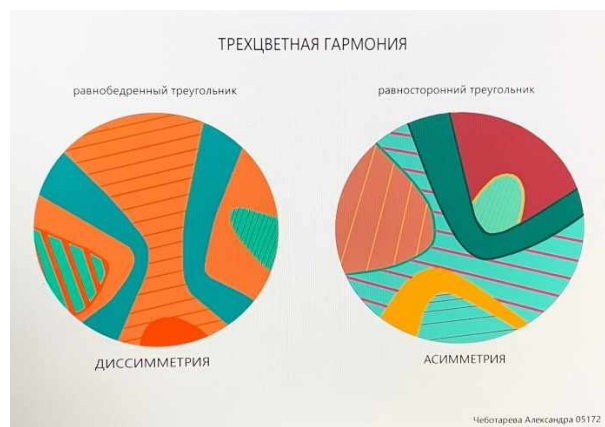 ТРЕХЦВЕТНАЯ ГАРМОНИЯ
равнобедренный треугольник
равносторонний треугольник
ДИССИММЕТРИЯ
АСИММЕТРИЯ
Чеботарева Александра 05172